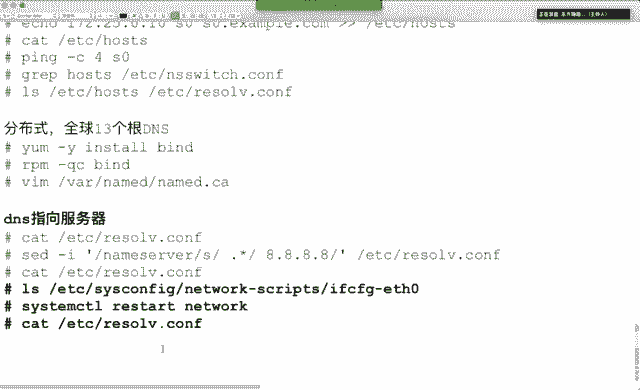 # cat /etc/hosts
# ping -c 4 s0
# grep hosts /etc/nsswitch.conf
# ls /etc/hosts /etc/resolv.conf
分布式，全球13个根DNS
# yum -y install bind
# rpm -qc bind
# vim /var/named/named.ca
dns指向服务器
# cat /etc/resolv.conf
# sed -i '/nameserver/s/ .*/ 8.8.8.8/' /etc/resolv.conf
# cat /etc/resolv.conf
# ls /etc/sysconfig/network-scripts/ifcfg-eth0
# systemctl restart network
# cat /etc/resolv.conf